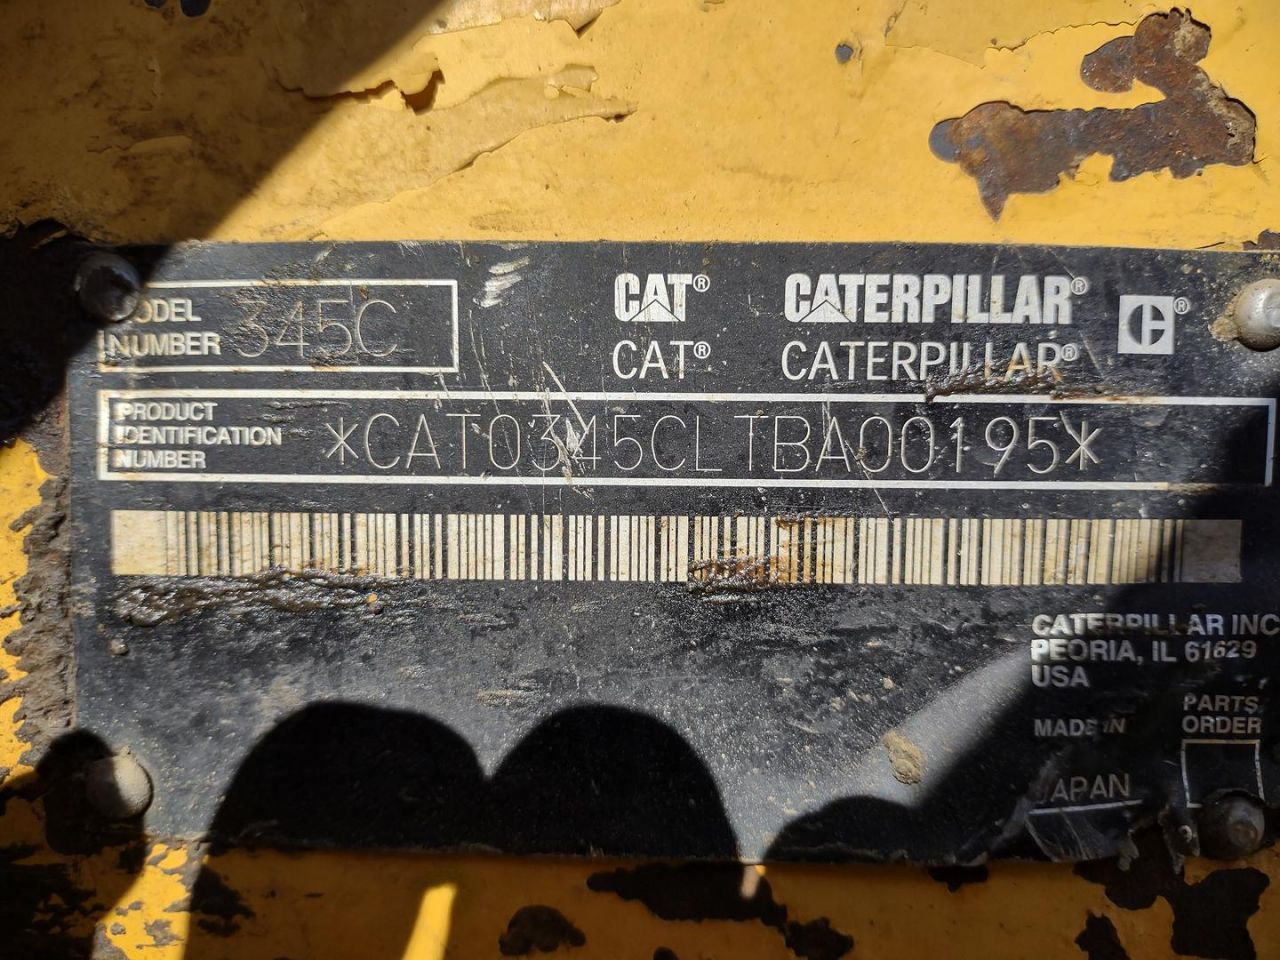 MODEL
NUMBER 345C
CAT® CATERPILLAR® C®
CAT® CATERPILLAR®
PRODUCT
IDENTIFICATION
NUMBER
*CAT0345CLTBA00195*
CATERPILLAR INC
PEORIA, IL 61629
USA
MADE IN
JAPAN
PARTS
ORDER